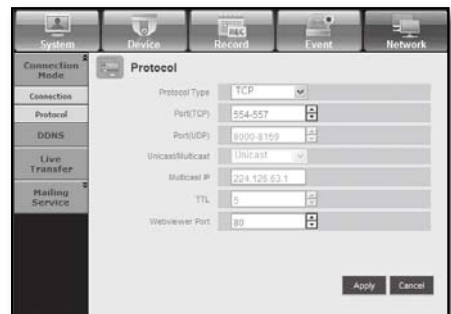 System Device Record Event Network
REC
Connection Mode
Connection
Protocol
DDNS
Live Transfer
Mailing Service
Protocol
Protocol Type TCP
Port(TCP) 554-557
Port(UDP) 8000-8159
Unicast/Multicast Unicast
Multicast IP 224.126.63.1
TTL 5
Webviewer Port 80
Apply Cancel